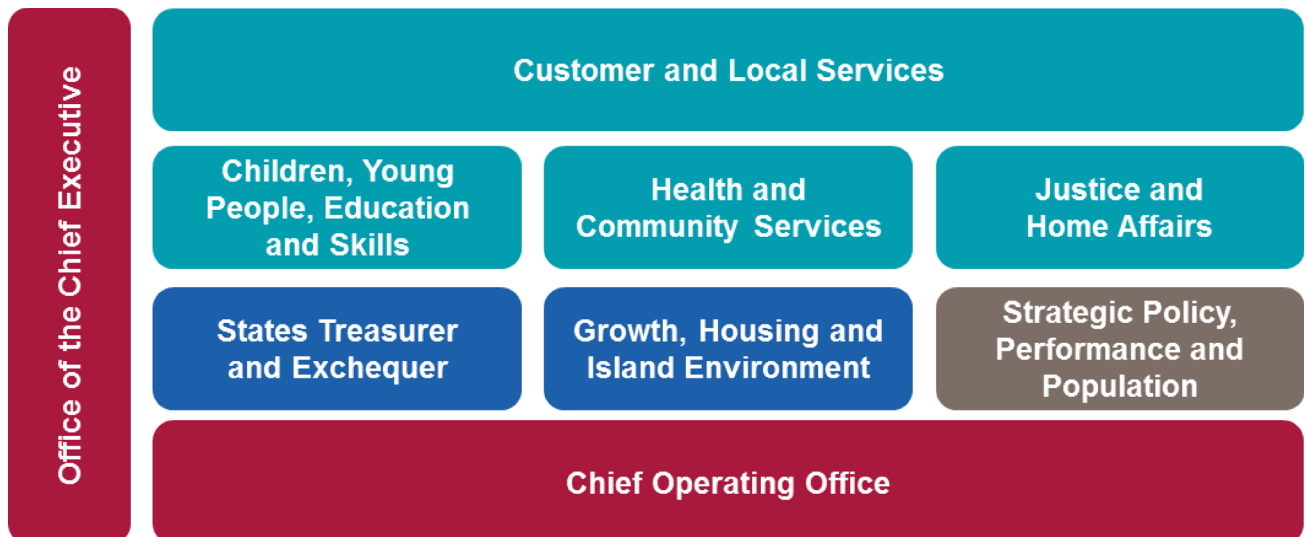 Office of the Chief Executive
Customer and Local Services
Children, Young
People, Education
and Skills
Health and
Community Services
Justice and
Home Affairs
States Treasurer
and Exchequer
Growth, Housing and
Island Environment
Strategic Policy,
Performance and
Population
Chief Operating Office